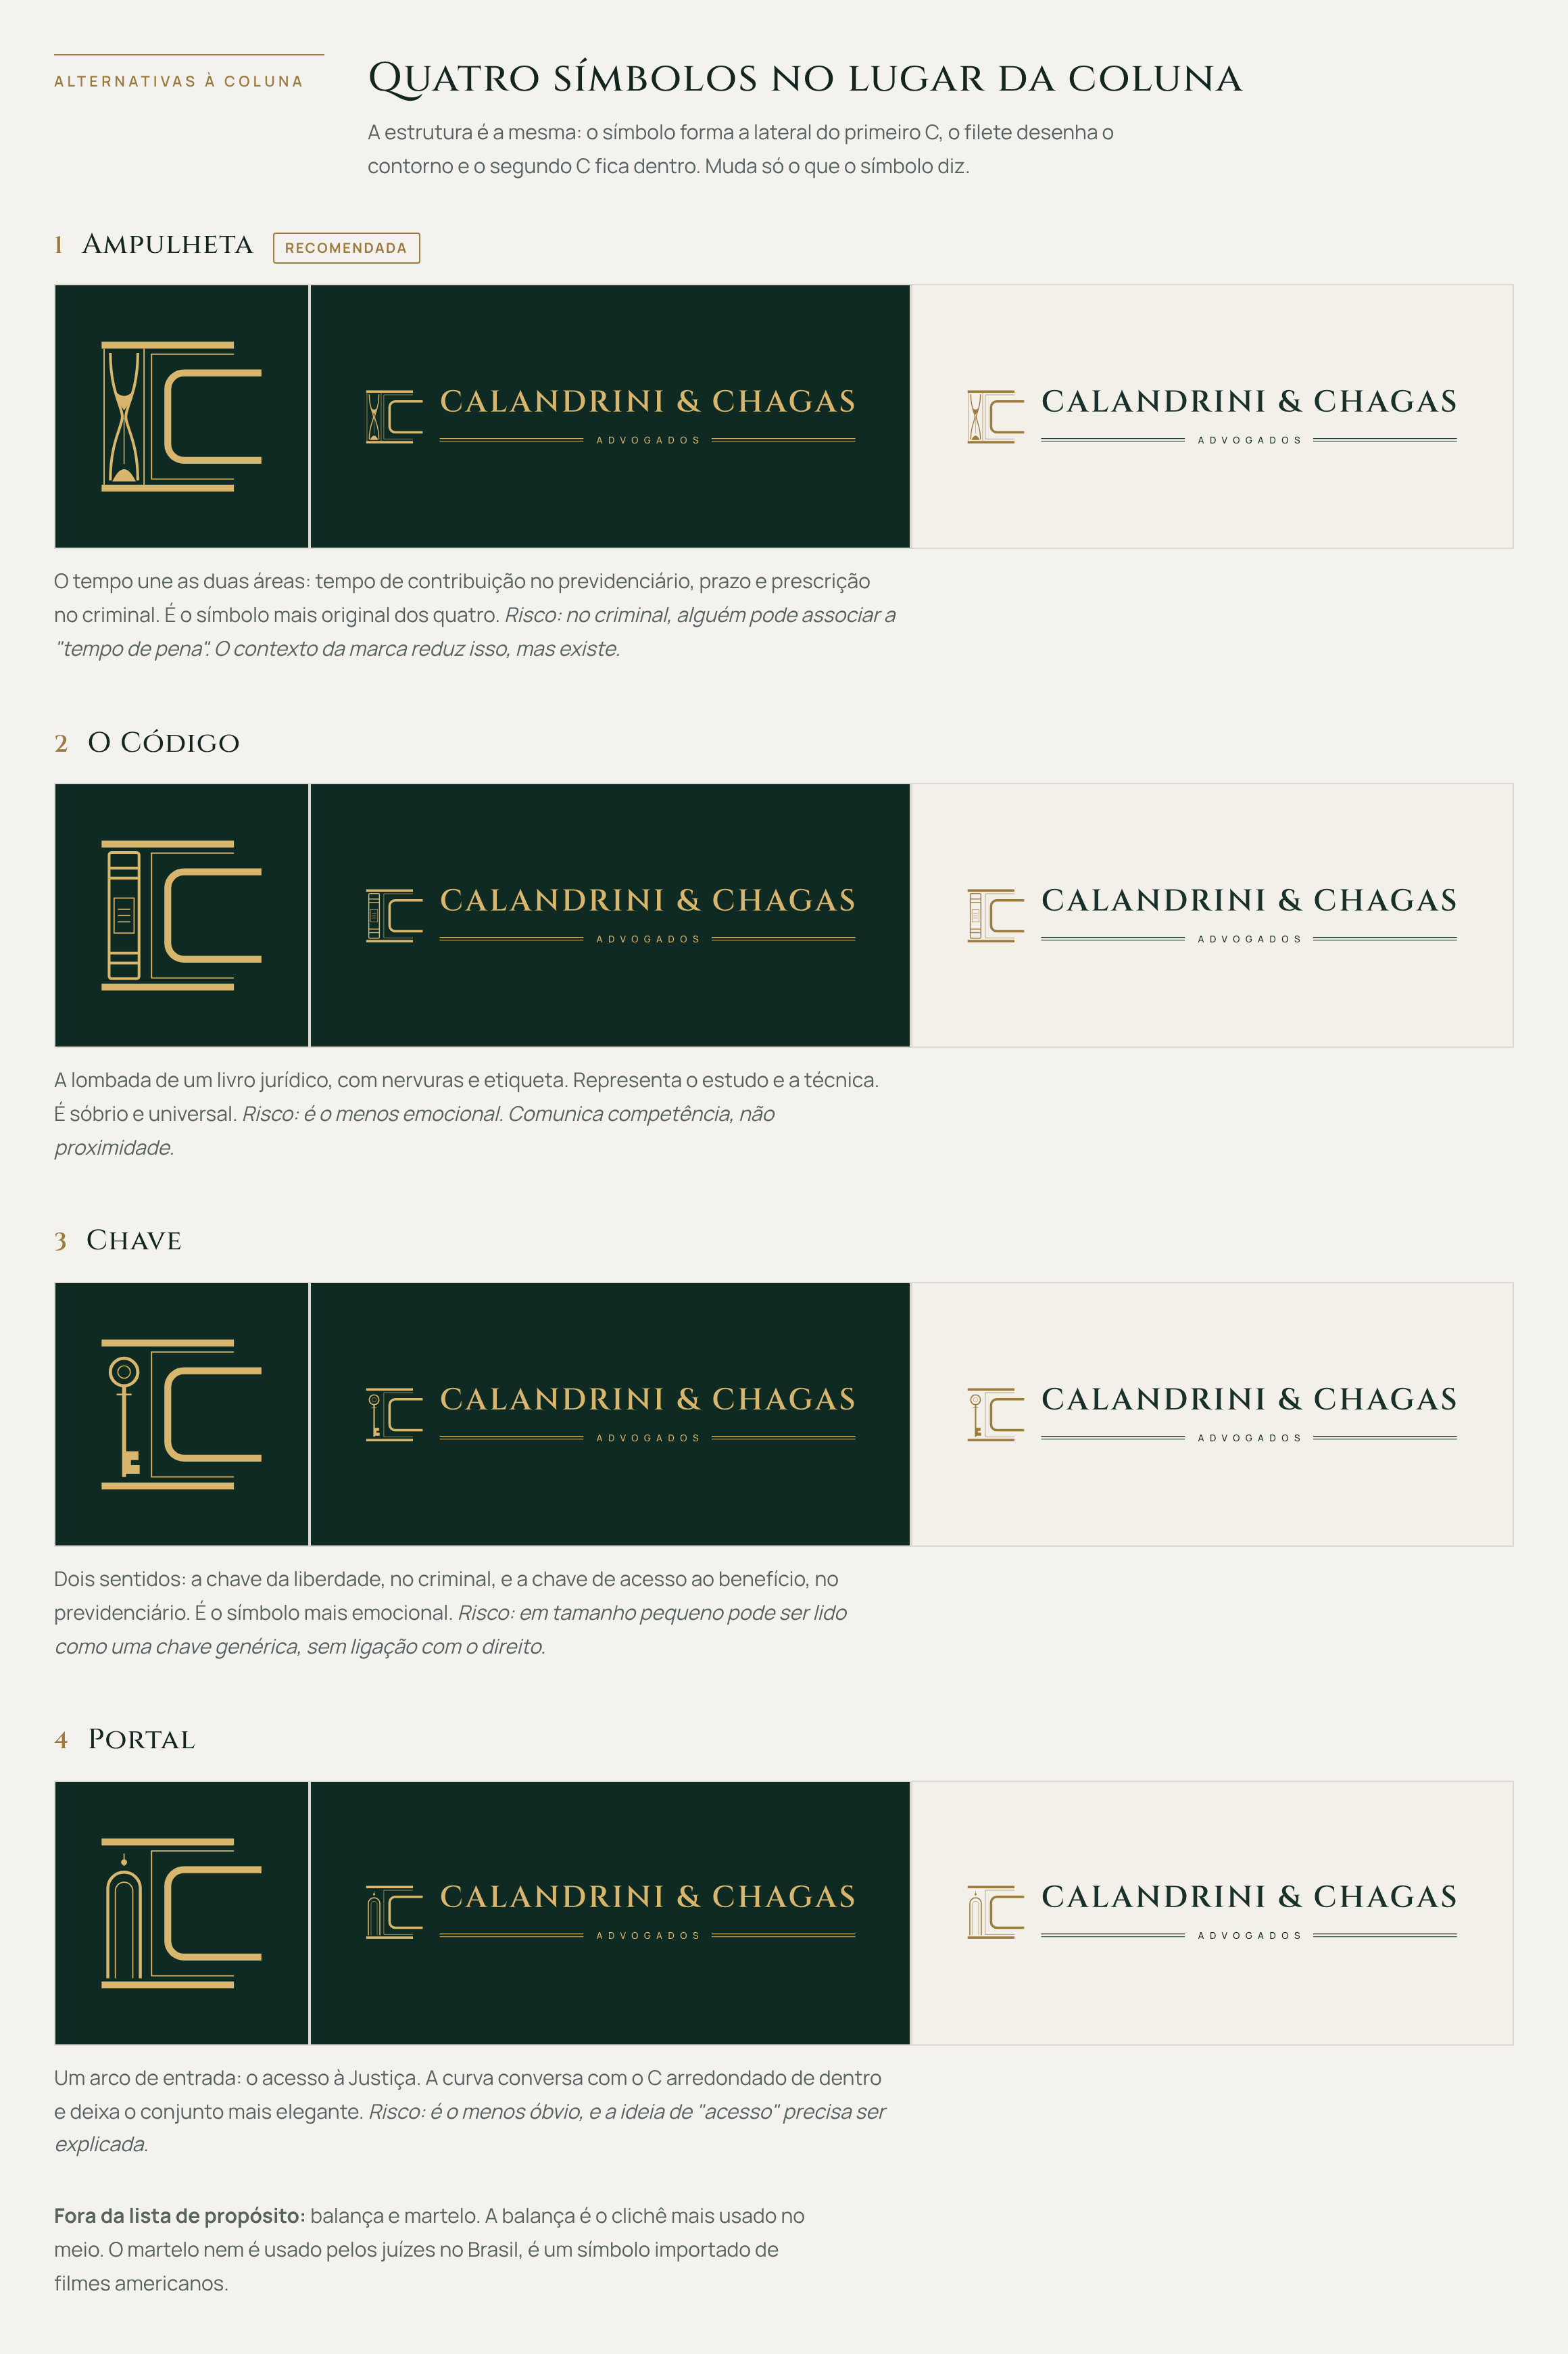 ALTERNATIVAS À COLUNA
Quatro símbolos no lugar da coluna
A estrutura é a mesma: o símbolo forma a lateral do primeiro C, o filete desenha o
contorno e o segundo C fica dentro. Muda só o que o símbolo diz.
1 Ampulheta RECOMENDADA
CALANDRINI & CHAGAS
ADVOGADOS
CALANDRINI & CHAGAS
ADVOGADOS
O tempo une as duas áreas: tempo de contribuição no previdenciário, prazo e prescrição
no criminal. É o símbolo mais original dos quatro. Risco: no criminal, alguém pode associar a
"tempo de pena". O contexto da marca reduz isso, mas existe.
2 O Código
CALANDRINI & CHAGAS
ADVOGADOS
CALANDRINI & CHAGAS
ADVOGADOS
A lombada de um livro jurídico, com nervuras e etiqueta. Representa o estudo e a técnica.
É sóbrio e universal. Risco: é o menos emocional. Comunica competência, não
proximidade.
3 Chave
CALANDRINI & CHAGAS
ADVOGADOS
CALANDRINI & CHAGAS
ADVOGADOS
Dois sentidos: a chave da liberdade, no criminal, e a chave de acesso ao benefício, no
previdenciário. É o símbolo mais emocional. Risco: em tamanho pequeno pode ser lido
como uma chave genérica, sem ligação com o direito.
4 Portal
CALANDRINI & CHAGAS
ADVOGADOS
CALANDRINI & CHAGAS
ADVOGADOS
Um arco de entrada: o acesso à Justiça. A curva conversa com o C arredondado de dentro
e deixa o conjunto mais elegante. Risco: é o menos óbvio, e a ideia de "acesso" precisa ser
explicada.
Fora da lista de propósito: balança e martelo. A balança é o clichê mais usado no
meio. O martelo nem é usado pelos juízes no Brasil, é um símbolo importado de
filmes americanos.